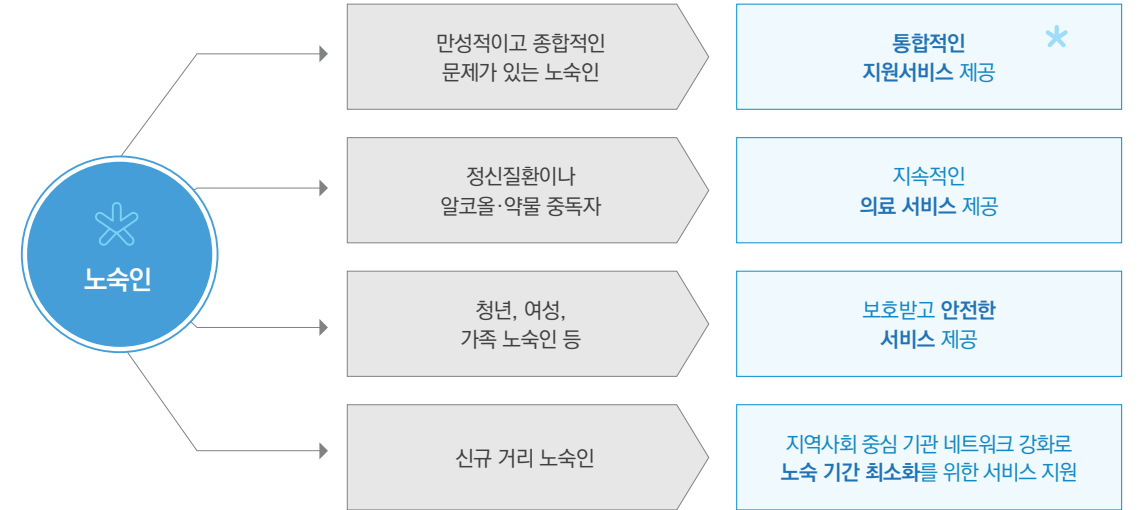 노숙인
만성적이고 종합적인
문제가 있는 노숙인
통합적인
지원서비스 제공
정신질환이나
알코올·약물 중독자
지속적인
의료 서비스 제공
청년, 여성,
가족 노숙인 등
보호받고 안전한
서비스 제공
신규 거리 노숙인
지역사회 중심 기관 네트워크 강화로
노숙 기간 최소화를 위한 서비스 지원